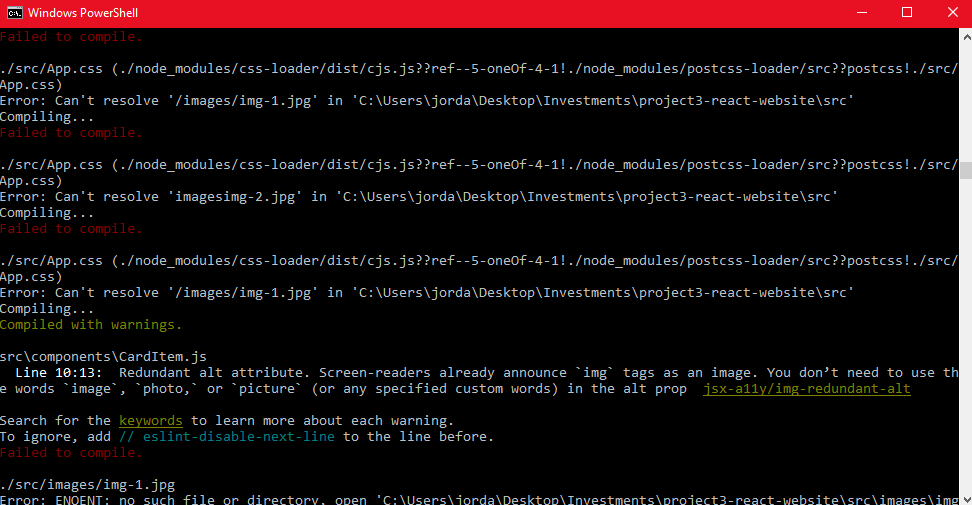 Windows PowerShell
Failed to compile.
./src/App.css (./node_modules/css-loader/dist/cjs.js??ref--5-oneOf-4-1!./node_modules/postcss-loader/src??postcss!./src/
App.css)
Error: Can't resolve '/images/img-1.jpg' in 'C:\Users\jorda\Desktop\Investments\project3-react-website\src'
Compiling...
Failed to compile.
./src/App.css (./node_modules/css-loader/dist/cjs.js??ref--5-oneOf-4-1!./node_modules/postcss-loader/src??postcss!./src/
App.css)
Error: Can't resolve 'imagesimg-2.jpg' in 'C:\Users\jorda\Desktop\Investments\project3-react-website\src'
Compiling...
Failed to compile.
./src/App.css (./node_modules/css-loader/dist/cjs.js??ref--5-oneOf-4-1!./node_modules/postcss-loader/src??postcss!./src/
App.css)
Error: Can't resolve '/images/img-1.jpg' in 'C:\Users\jorda\Desktop\Investments\project3-react-website\src'
Compiling...
Compiled with warnings.
src\components\CardItem.js
Line 10:13:  Redundant alt attribute. Screen-readers already announce `img` tags as an image. You don’t need to use th
e words `image`, `photo,` or `picture` (or any specified custom words) in the alt prop  jsx-a11y/img-redundant-alt
Search for the keywords to learn more about each warning.
To ignore, add // eslint-disable-next-line to the line before.
Failed to compile.
./src/images/img-1.jpg
Error: ENOENT: no such file or directory, open 'C:\Users\jorda\Desktop\Investments\project3-react-website\src\images\img